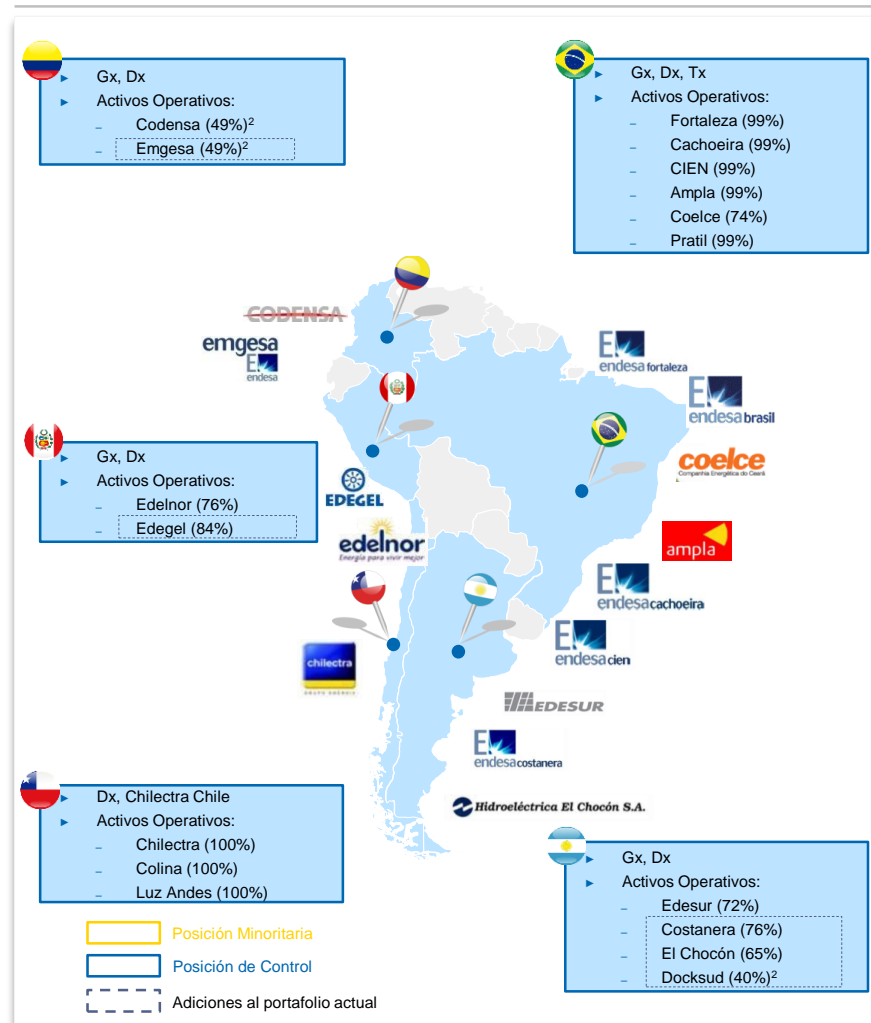 Gx, Dx
Activos Operativos:
Codensa (49%)²
Emgesa (49%)²
Gx, Dx, Tx
Activos Operativos:
Fortaleza (99%)
Cachoeira (99%)
CIEN (99%)
Ampla (99%)
Coelce (74%)
Pratil (99%)
CODENSA
emgesa
endesa
endesa fortaleza
endesa brasil
coelce
Companhia Energética do Ceará
ampla
Gx, Dx
Activos Operativos:
Edelnor (76%)
Edegel (84%)
EDEGEL
edelnor
Energía para vivir mejor
endesa cachoeira
endesa cien
chilectra
EDESUR
endesa costanera
Hidroeléctrica El Chocón S.A.
Dx, Chilectra Chile
Activos Operativos:
Chilectra (100%)
Colina (100%)
Luz Andes (100%)
Gx, Dx
Activos Operativos:
Edesur (72%)
Costanera (76%)
El Chocón (65%)
Docksud (40%)²
Posición Minoritaria
Posición de Control
Adiciones al portafolio actual